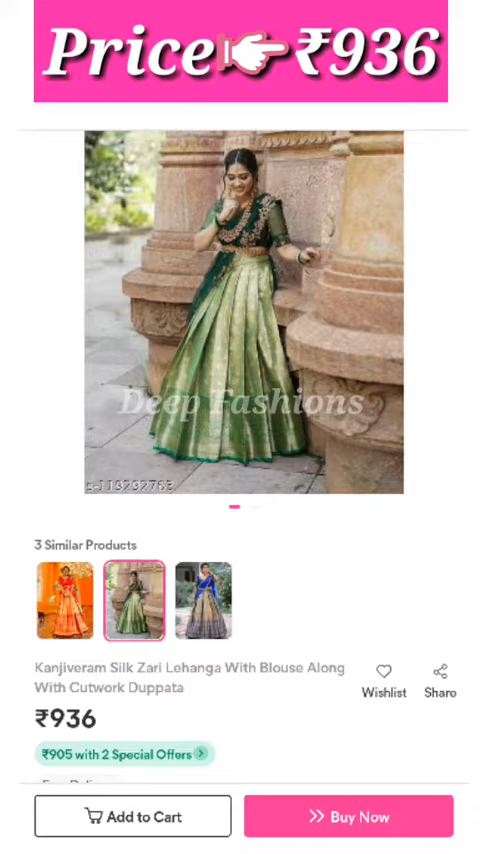 Price ₹936
Deep Fashions
s-119292763
3 Similar Products
Kanjiveram Silk Zari Lehanga With Blouse Along
With Cutwork Duppata
Wishlist Share
₹936
₹905 with 2 Special Offers
Add to Cart Buy Now